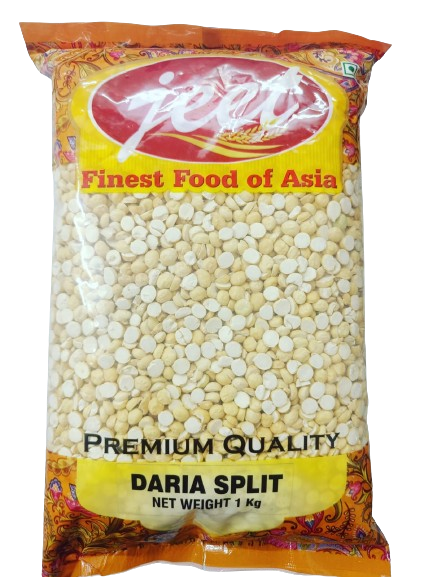 jeet
Finest Food of Asia
PREMIUM QUALITY
DARIA SPLIT
NET WEIGHT 1 Kg